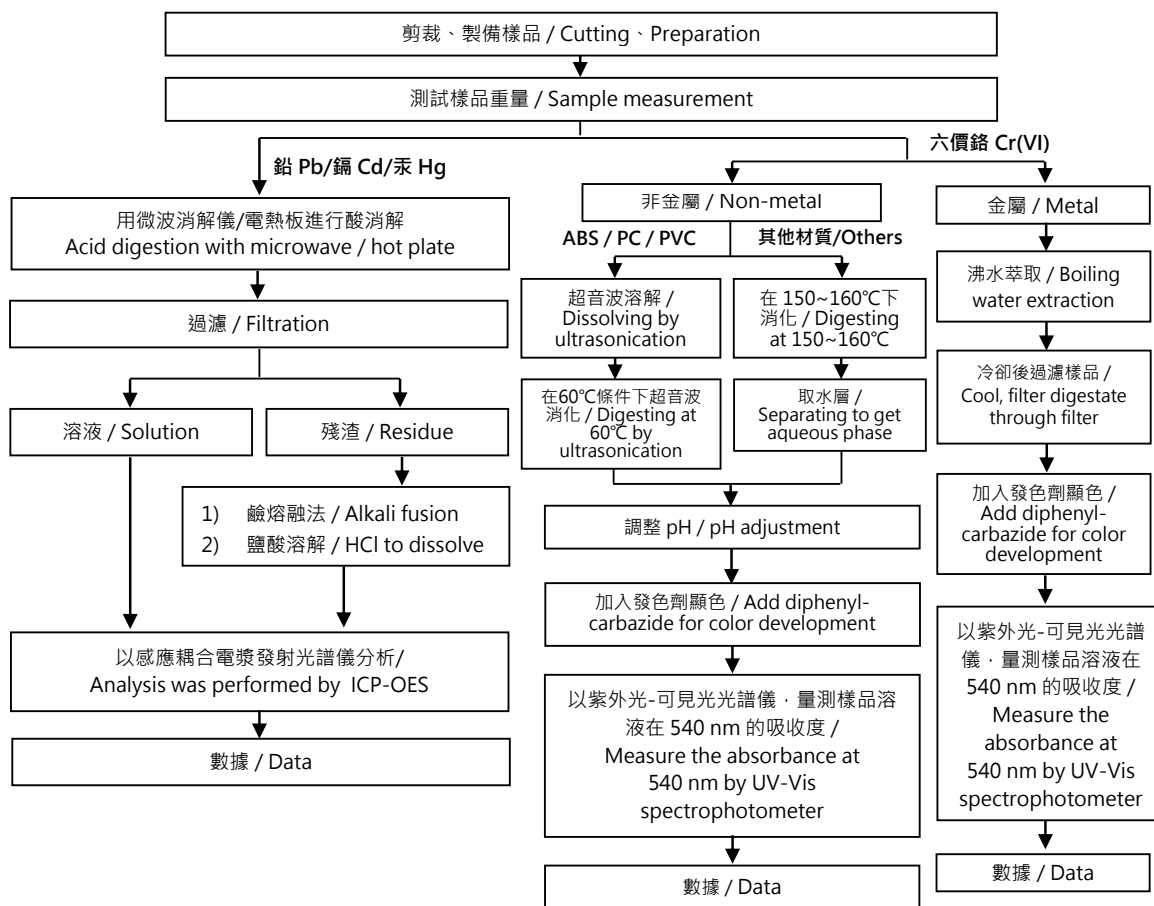 剪裁、製備樣品 / Cutting、Preparation
測試樣品重量 / Sample measurement
鉛 Pb/鎘 Cd/汞 Hg
六價鉻 Cr(VI)
用微波消解儀/電熱板進行酸消解
Acid digestion with microwave / hot plate
過濾 / Filtration
溶液 / Solution
殘渣 / Residue
1) 鹼熔融法 / Alkali fusion
2) 鹽酸溶解 / HCl to dissolve
以感應耦合電漿發射光譜儀分析/
Analysis was performed by ICP-OES
數據 / Data
非金屬 / Non-metal
ABS / PC / PVC
其他材質/Others
超音波溶解 /
Dissolving by
ultrasonication
在60℃條件下超音波
消化 / Digesting at
60℃ by
ultrasonication
在 150~160℃下
消化 / Digesting
at 150~160℃
取水層 /
Separating to get
aqueous phase
調整 pH / pH adjustment
加入發色劑顯色 / Add diphenyl-
carbazide for color development
以紫外光-可見光光譜儀，量測樣品溶
液在 540 nm 的吸收度 /
Measure the absorbance at
540 nm by UV-Vis
spectrophotometer
數據 / Data
金屬 / Metal
沸水萃取 / Boiling
water extraction
冷卻後過濾樣品 /
Cool, filter digestate
through filter
加入發色劑顯色 /
Add diphenyl-
carbazide for color
development
以紫外光-可見光光譜
儀，量測樣品溶液在
540 nm 的吸收度 /
Measure the
absorbance at
540 nm by UV-Vis
spectrophotometer
數據 / Data